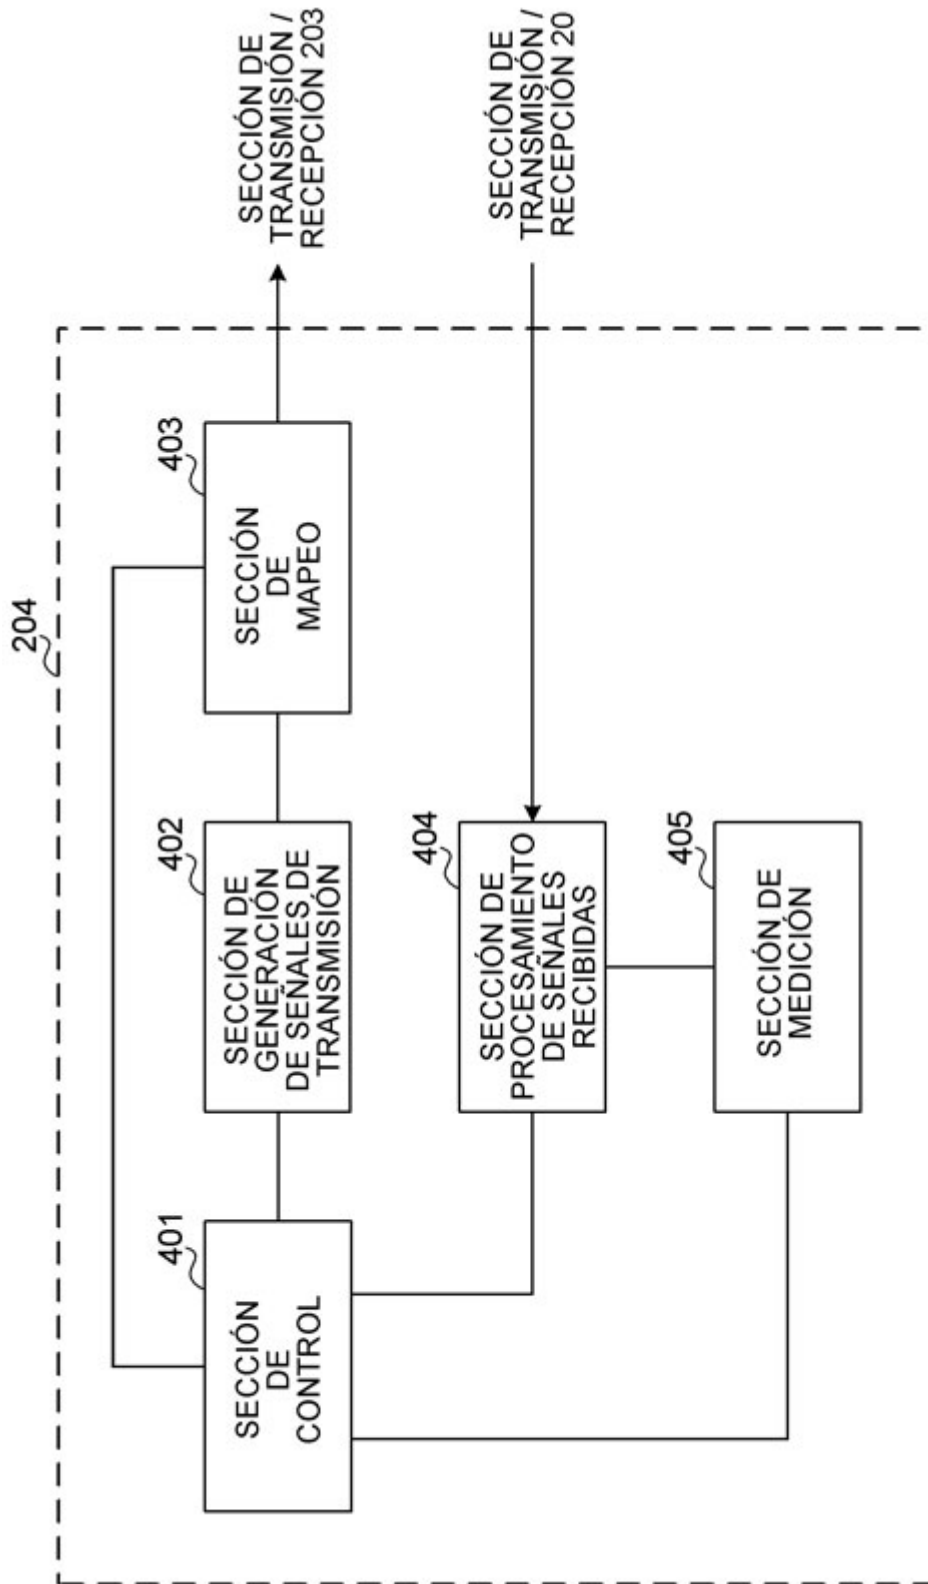 204
401
SECCIÓN
DE
CONTROL
402
SECCIÓN DE
GENERACIÓN
DE SEÑALES DE
TRANSMISIÓN
403
SECCIÓN
DE
MAPEO
SECCIÓN DE
TRANSMISIÓN /
RECEPCIÓN 203
404
SECCIÓN DE
PROCESAMIENTO
DE SEÑALES
RECIBIDAS
SECCIÓN DE
TRANSMISIÓN /
RECEPCIÓN 20
405
SECCIÓN DE
MEDICIÓN